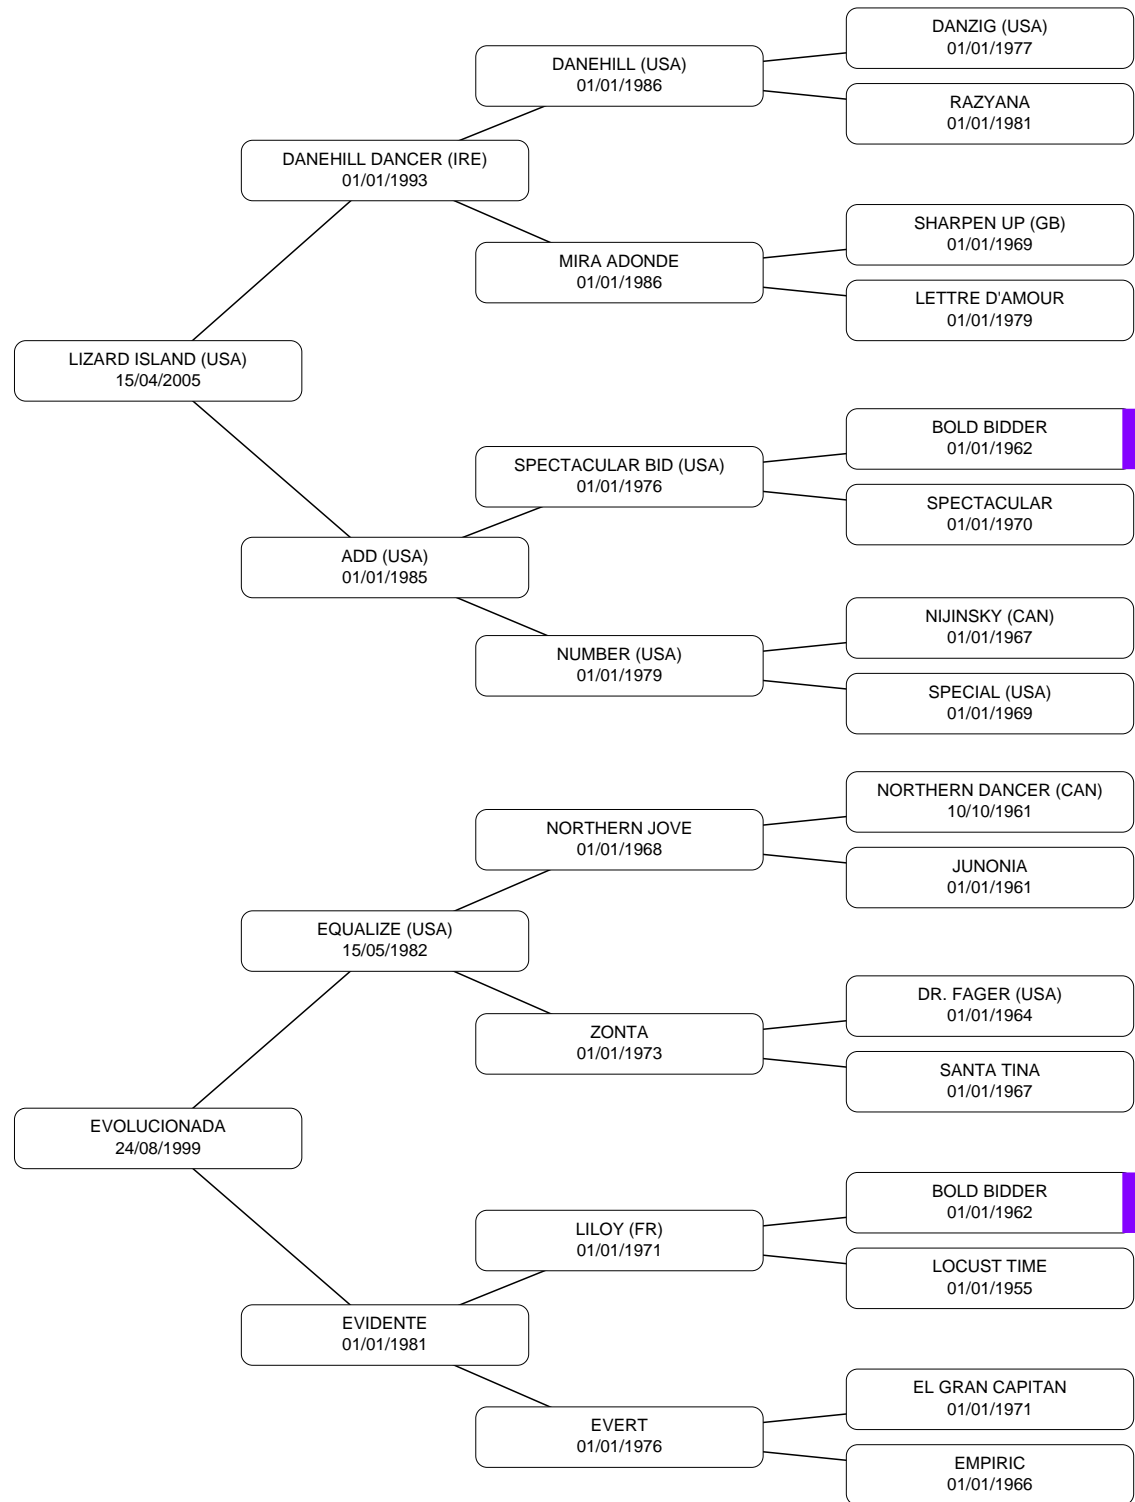 DANZIG (USA)
01/01/1977
DANEHILL (USA)
01/01/1986
RAZYANA
01/01/1981
DANEHILL DANCER (IRE)
01/01/1993
SHARPEN UP (GB)
01/01/1969
MIRA ADONDE
01/01/1986
LETTRE D'AMOUR
01/01/1979
LIZARD ISLAND (USA)
15/04/2005
BOLD BIDDER
01/01/1962
SPECTACULAR BID (USA)
01/01/1976
SPECTACULAR
01/01/1970
ADD (USA)
01/01/1985
NIJINSKY (CAN)
01/01/1967
NUMBER (USA)
01/01/1979
SPECIAL (USA)
01/01/1969
NORTHERN DANCER (CAN)
10/10/1961
NORTHERN JOVE
01/01/1968
JUNONIA
01/01/1961
EQUALIZE (USA)
15/05/1982
DR. FAGER (USA)
01/01/1964
ZONTA
01/01/1973
SANTA TINA
01/01/1967
EVOLUCIONADA
24/08/1999
BOLD BIDDER
01/01/1962
LILOY (FR)
01/01/1971
LOCUST TIME
01/01/1955
EVIDENTE
01/01/1981
EL GRAN CAPITAN
01/01/1971
EVERT
01/01/1976
EMPIRIC
01/01/1966